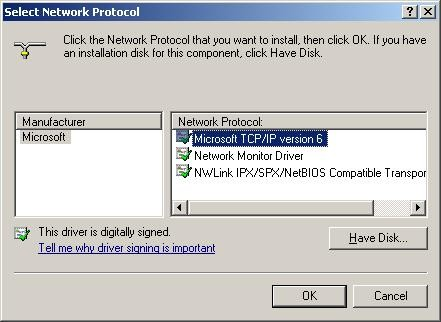 Select Network Protocol
Click the Network Protocol that you want to install, then click OK. If you have
an installation disk for this component, click Have Disk.
Manufacturer
Microsoft
Network Protocol:
Microsoft TCP/IP version 6
Network Monitor Driver
NWLink IPX/SPX/NetBIOS Compatible Transpor
This driver is digitally signed.
Tell me why driver signing is important
Have Disk...
OK
Cancel